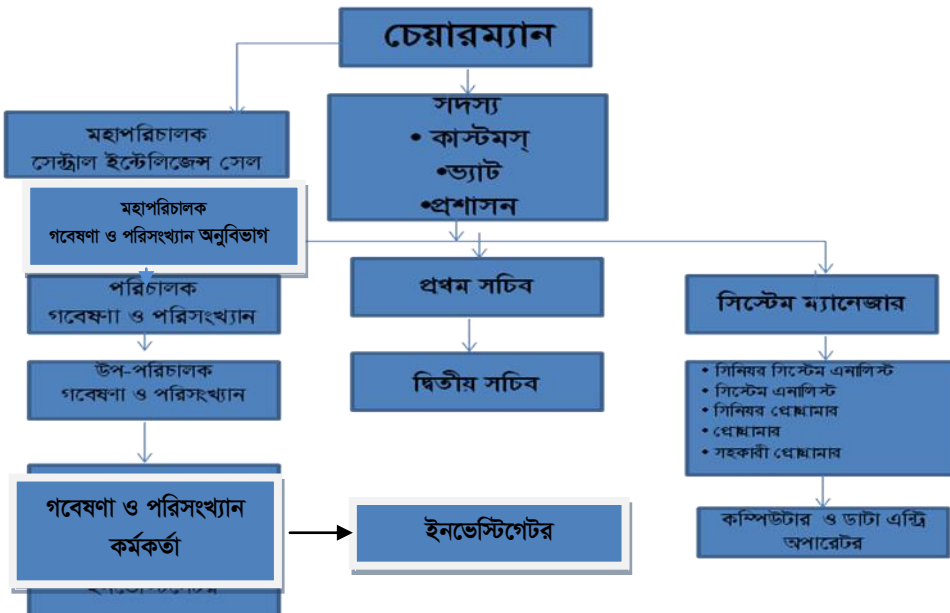 চেয়ারম্যান
সদস্য
• কাস্টমস্
•ভ্যাট
•প্রশাসন
মহাপরিচালক
সেন্ট্রাল ইন্টেলিজেন্স সেল
মহাপরিচালক
গবেষণা ও পরিসংখ্যান অনুবিভাগ
পরিচালক
গবেষণা ও পরিসংখ্যান
উপ-পরিচালক
গবেষণা ও পরিসংখ্যান
গবেষণা ও পরিসংখ্যান
কর্মকর্তা
ইনভেস্টিগেটর
প্রথম সচিব
দ্বিতীয় সচিব
সিস্টেম ম্যানেজার
• সিনিয়র সিস্টেম এনালিস্ট
• সিস্টেম এনালিস্ট
• সিনিয়র প্রোগ্রামার
• প্রোগ্রামার
• সহকারী প্রোগ্রামার
কম্পিউটার ও ডাটা এন্ট্রি
অপারেটর